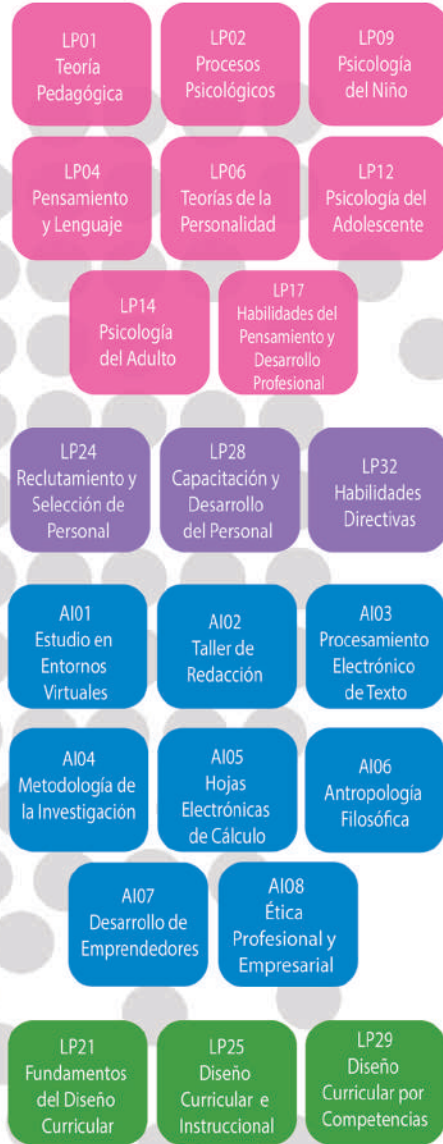 LP01
Teoría
Pedagógica
LP02
Procesos
Psicológicos
LP09
Psicología
del Niño
LP04
Pensamiento
y Lenguaje
LP06
Teorías de la
Personalidad
LP12
Psicología del
Adolescente
LP14
Psicología
del Adulto
LP17
Habilidades del
Pensamiento y
Desarrollo
Profesional
LP24
Reclutamiento y
Selección de
Personal
LP28
Capacitación y
Desarrollo
del Personal
LP32
Habilidades
Directivas
AI01
Estudio en
Entornos
Virtuales
AI02
Taller de
Redacción
AI03
Procesamiento
Electrónico
de Texto
AI04
Metodología de
la Investigación
AI05
Hojas
Electrónicas
de Cálculo
AI06
Antropología
Filosófica
AI07
Desarrollo de
Emprendedores
AI08
Ética
Profesional y
Empresarial
LP21
Fundamentos
del Diseño
Curricular
LP25
Diseño
Curricular e
Instruccional
LP29
Diseño
Curricular por
Competencias